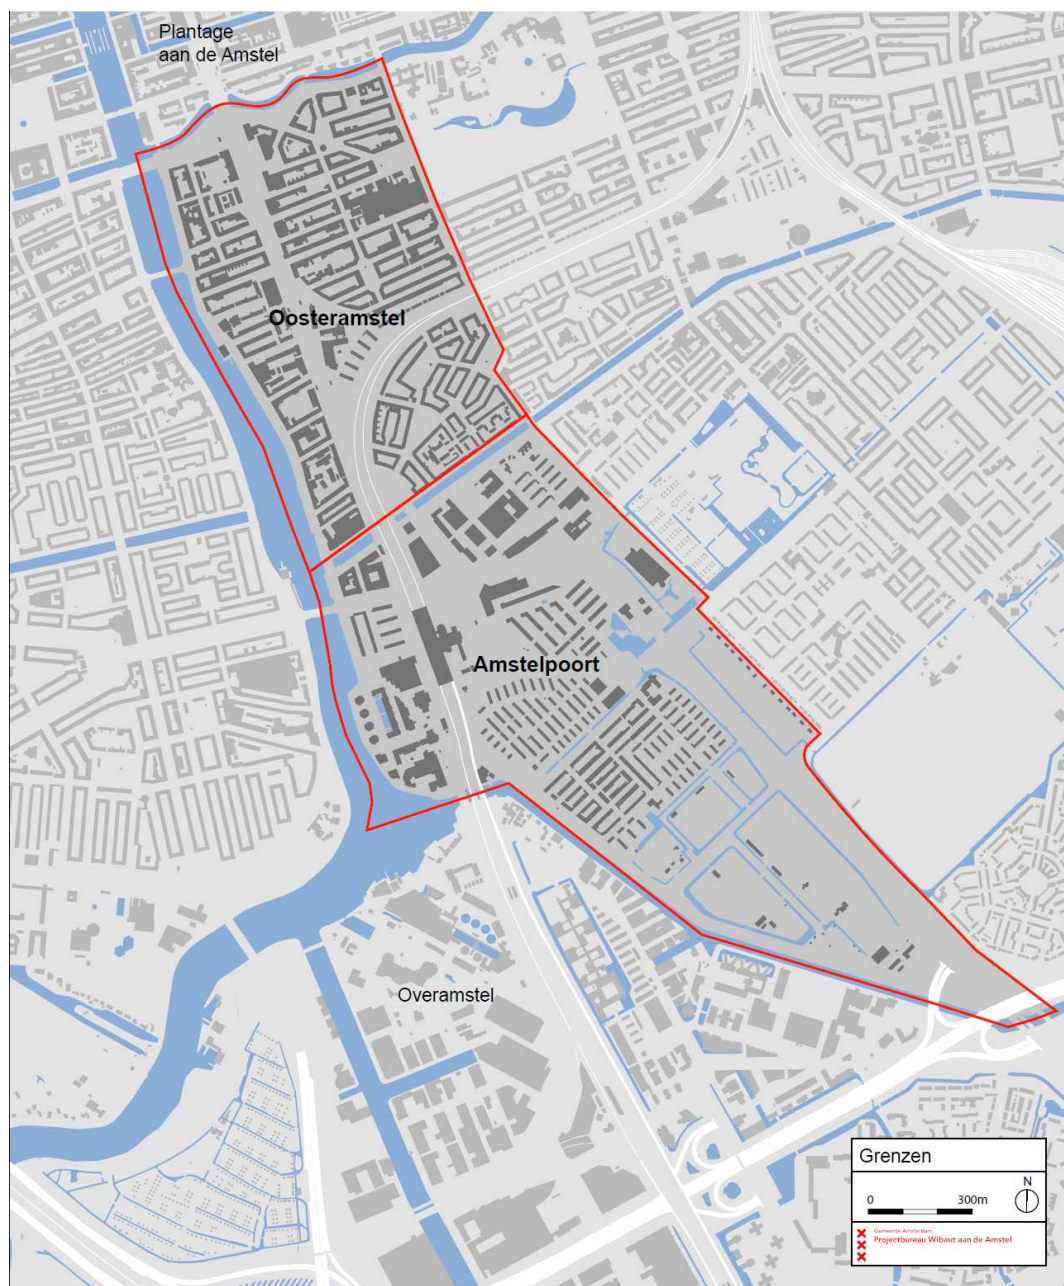 Plantage
aan de Amstel
Oosteramstel
Amstelpoort
Overamstel
Grenzen
0 300m
N
Gemeente Amsterdam
Projectbureau Wibaut aan de Amstel